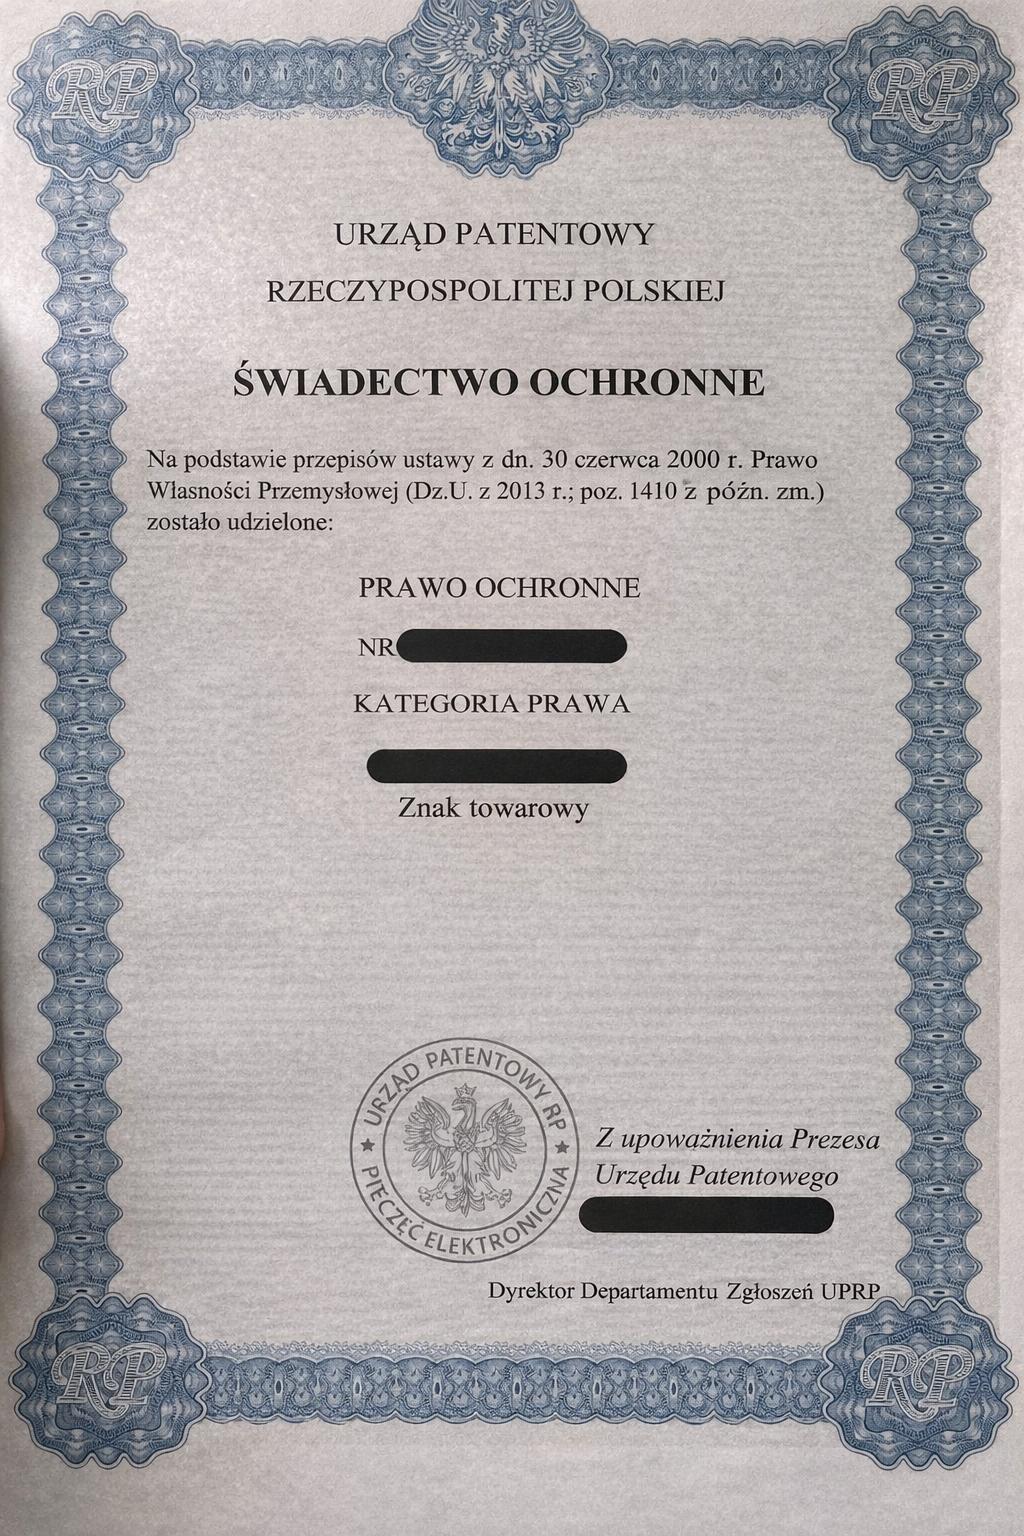 RP
RP
URZĄD PATENTOWY
RZECZYPOSPOLITEJ POLSKIEJ
ŚWIADECTWO OCHRONNE
Na podstawie przepisów ustawy z dn. 30 czerwca 2000 r. Prawo
Własności Przemysłowej (Dz.U. z 2013 r.; poz. 1410 z późn. zm.)
zostało udzielone:
PRAWO OCHRONNE
NR
KATEGORIA PRAWA
Znak towarowy
URZĄD PATENTOWY RP
PIECZĘĆ ELEKTRONICZNA
Z upoważnienia Prezesa
Urzędu Patentowego
Dyrektor Departamentu Zgłoszeń UPRP
RP
RP